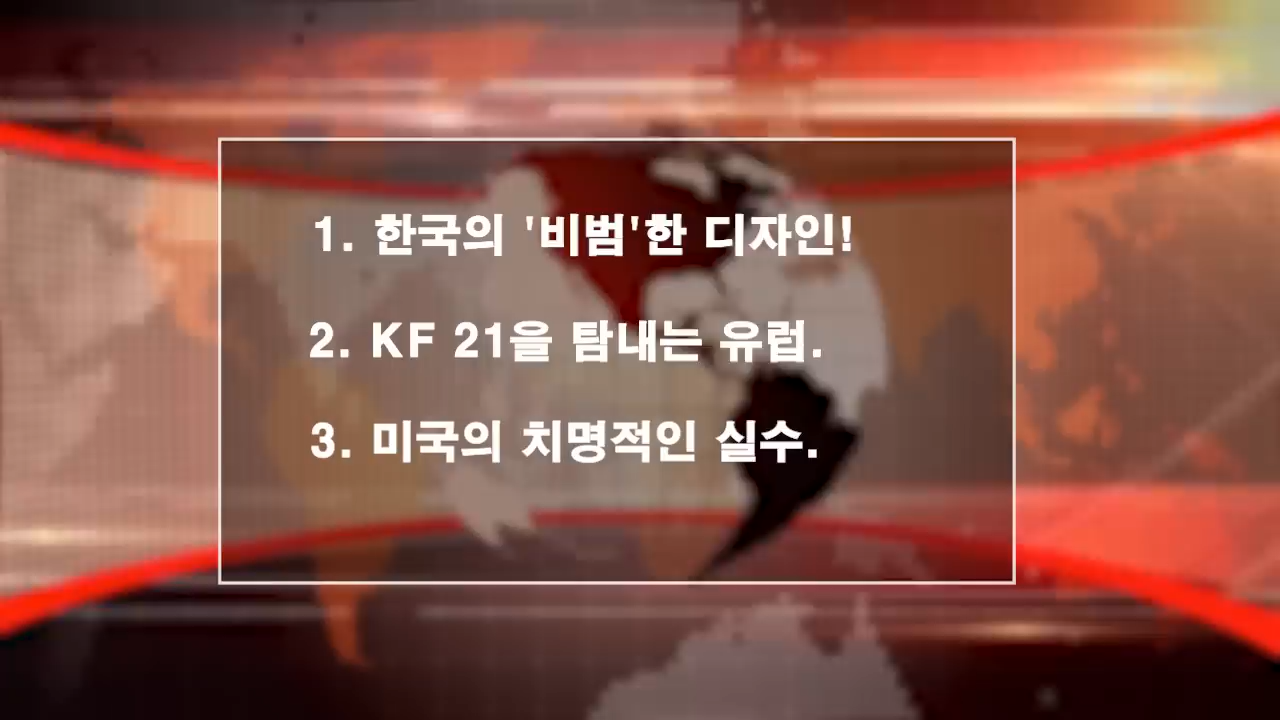 1. 한국의 '비범'한 디자인!
2. KF 21을 탐내는 유럽.
3. 미국의 치명적인 실수.